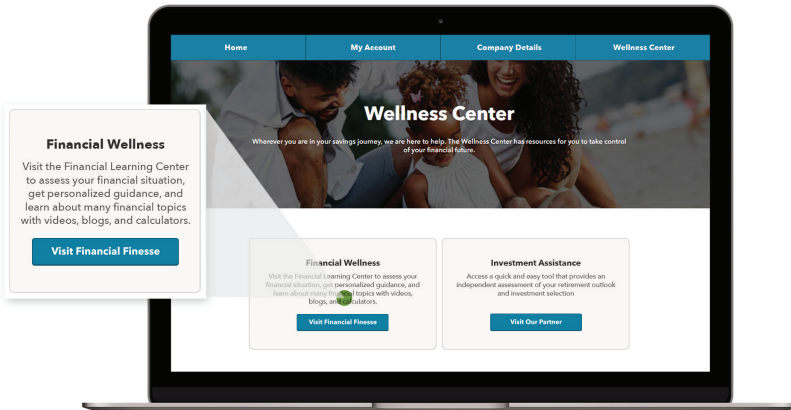 Home
My Account
Company Details
Wellness Center
Wellness Center
Wherever you are in your savings journey, we are here to help. The Wellness Center has resources for you to take control
of your financial future.
Financial Wellness
Visit the Financial Learning Center
to assess your financial situation,
get personalized guidance, and
learn about many financial topics
with videos, blogs, and calculators.
Visit Financial Finesse
Financial Wellness
Visit the Financial Learning Center to assess your
financial situation, get personalized guidance, and
learn about many financial topics with videos,
blogs, and calculators.
Visit Financial Finesse
Investment Assistance
Access a quick and easy tool that provides an
independent assessment of your retirement outlook
and investment selection
Visit Our Partner